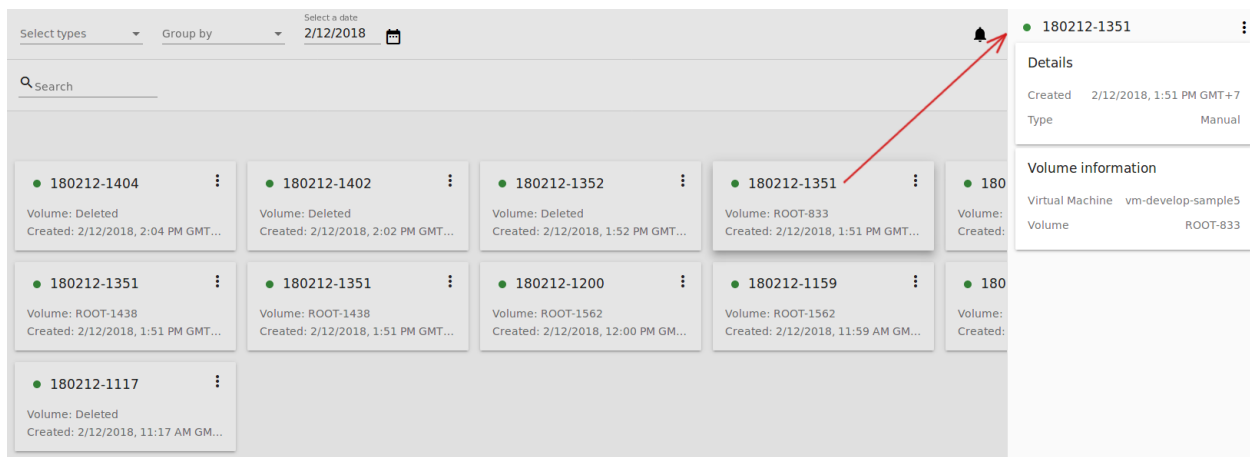 Select types
Group by
Select a date
2/12/2018
Search
180212-1404
Volume: Deleted
Created: 2/12/2018, 2:04 PM GMT...
180212-1402
Volume: Deleted
Created: 2/12/2018, 2:02 PM GMT...
180212-1352
Volume: Deleted
Created: 2/12/2018, 1:52 PM GMT...
180212-1351
Volume: ROOT-833
Created: 2/12/2018, 1:51 PM GMT...
180
Volume:
Created:
180212-1351
Volume: ROOT-1438
Created: 2/12/2018, 1:51 PM GMT...
180212-1351
Volume: ROOT-1438
Created: 2/12/2018, 1:51 PM GMT...
180212-1200
Volume: ROOT-1562
Created: 2/12/2018, 12:00 PM GM...
180212-1159
Volume: ROOT-1562
Created: 2/12/2018, 11:59 AM GM...
180
Volume:
Created:
180212-1117
Volume: Deleted
Created: 2/12/2018, 11:17 AM GM...
180212-1351
Details
Created 2/12/2018, 1:51 PM GMT+7
Type Manual
Volume information
Virtual Machine vm-develop-sample5
Volume ROOT-833